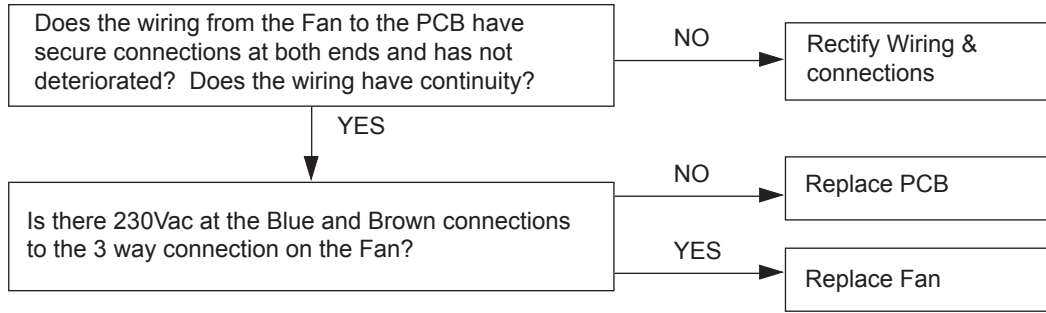 Does the wiring from the Fan to the PCB have
secure connections at both ends and has not
deteriorated?  Does the wiring have continuity?
NO
Rectify Wiring &
connections
YES
Is there 230Vac at the Blue and Brown connections
to the 3 way connection on the Fan?
NO
Replace PCB
YES
Replace Fan